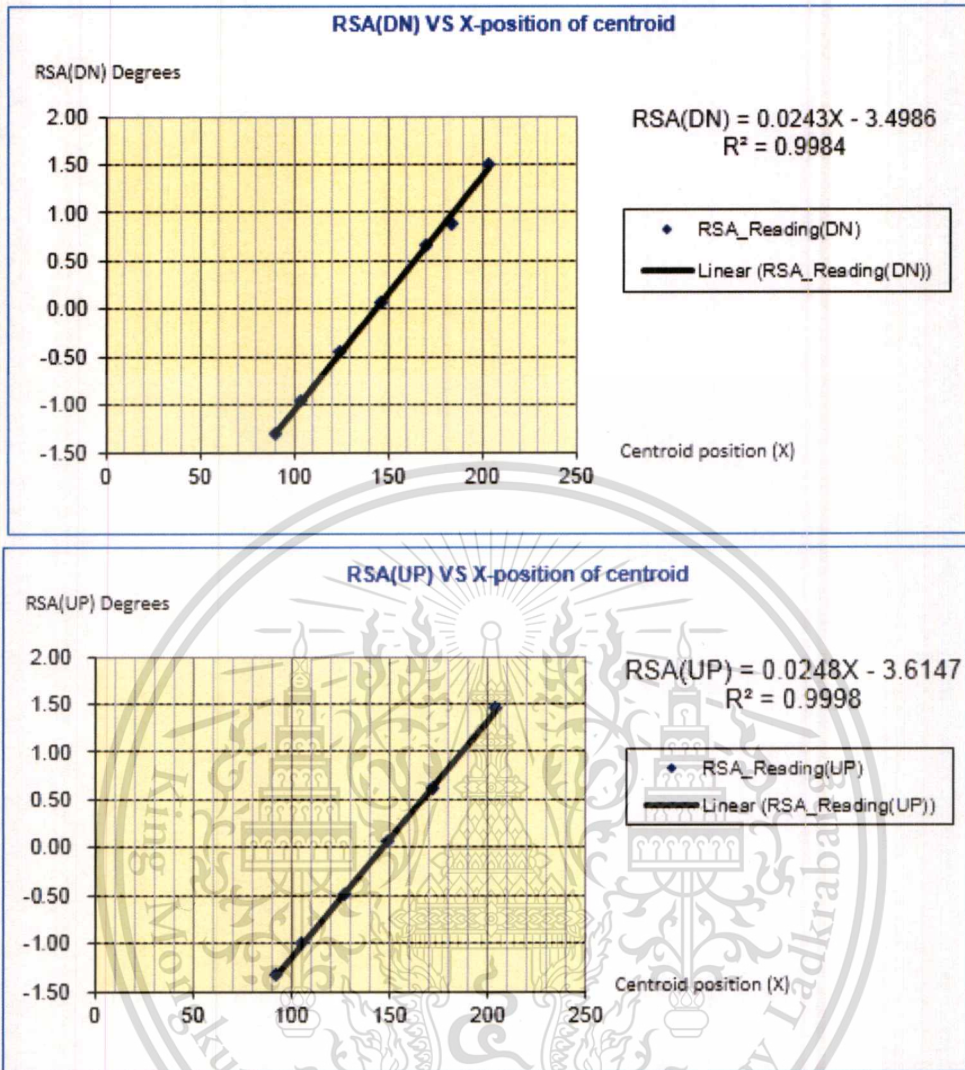 RSA(DN) VS X-position of centroid
RSA(DN) Degrees
2.00
1.50
1.00
0.50
0.00
-0.50
-1.00
-1.50
0 50 100 150 200 250
RSA(DN) = 0.0243X - 3.4986
R² = 0.9984
RSA_Reading(DN)
Linear (RSA_Reading(DN))
Centroid position (X)
RSA(UP) VS X-position of centroid
RSA(UP) Degrees
2.00
1.50
1.00
0.50
0.00
-0.50
-1.00
-1.50
0 50 100 150 200 250
RSA(UP) = 0.0248X - 3.6147
R² = 0.9998
RSA_Reading(UP)
Linear (RSA_Reading(UP))
Centroid position (X)
King Mongkut
Ladkrabang